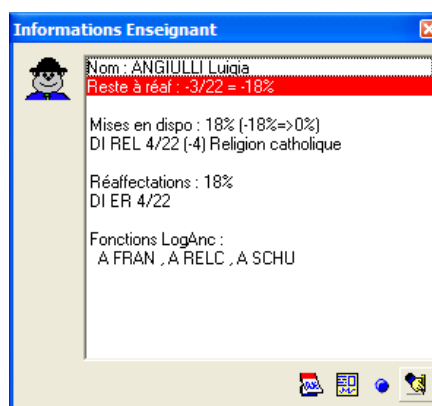 Informations Enseignant
Nom : ANGIULLI Luigia
Reste à réaf : -3/22 = -18%
Mises en dispo : 18% (-18%=>0%)
DI REL 4/22 (-4) Religion catholique
Réaffectations : 18%
DI ER 4/22
Fonctions LogAnc :
A FRAN , A RELC , A SCHU